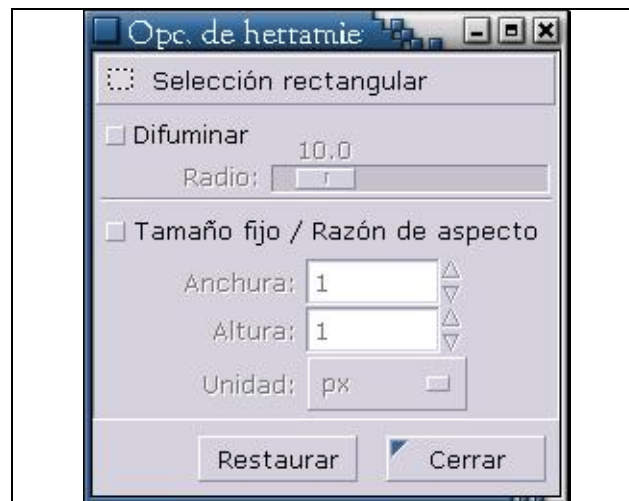 Opc. de herramie
Selección rectangular
Difuminar
10.0
Radio:
Tamaño fijo / Razón de aspecto
Anchura: 1
Altura: 1
Unidad: px
Restaurar
Cerrar